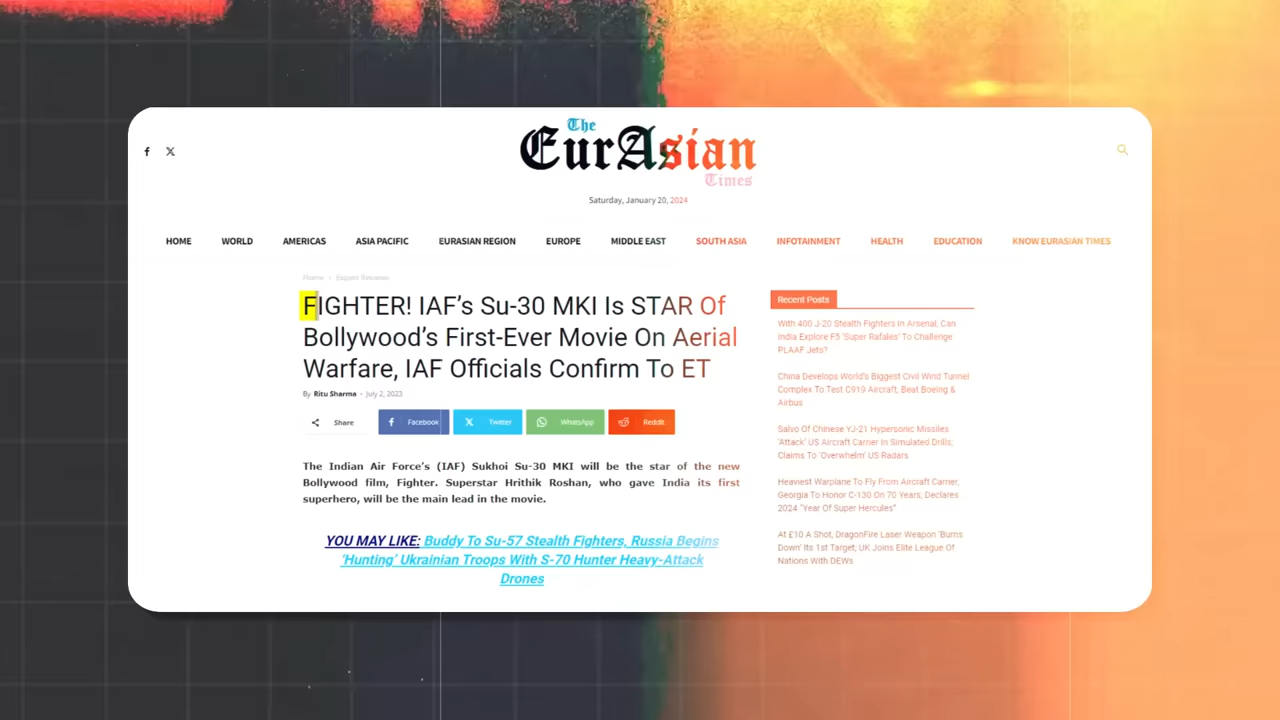 The
EurAsian
Times
Saturday, January 20, 2024
HOME WORLD AMERICAS ASIA PACIFIC EURASIAN REGION EUROPE MIDDLE EAST SOUTH ASIA INFOTAINMENT HEALTH EDUCATION KNOW EURASIAN TIMES
Home › Expert Reviews
FIGHTER! IAF’s Su-30 MKI Is STAR Of
Bollywood’s First-Ever Movie On Aerial
Warfare, IAF Officials Confirm To ET
By Ritu Sharma - July 2, 2023
Share Facebook Twitter WhatsApp ReddIt
The Indian Air Force’s (IAF) Sukhoi Su-30 MKI will be the star of the new
Bollywood film, Fighter. Superstar Hrithik Roshan, who gave India its first
superhero, will be the main lead in the movie.
YOU MAY LIKE: Buddy To Su-57 Stealth Fighters, Russia Begins
‘Hunting’ Ukrainian Troops With S-70 Hunter Heavy-Attack
Drones
Recent Posts
With 400 J-20 Stealth Fighters In Arsenal, Can
India Explore F5 ‘Super Rafales’ To Challenge
PLAAF Jets?
China Develops World’s Biggest Civil Wind Tunnel
Complex To Test C919 Aircraft; Beat Boeing &
Airbus
Salvo Of Chinese YJ-21 Hypersonic Missiles
‘Attack’ US Aircraft Carrier In Simulated Drills;
Claims To ‘Overwhelm’ US Radars
Heaviest Warplane To Fly From Aircraft Carrier,
Georgia To Honor C-130 On 70 Years; Declares
2024 “Year Of Super Hercules”
At £10 A Shot, DragonFire Laser Weapon ‘Burns
Down’ Its 1st Target; UK Joins Elite League Of
Nations With DEWs